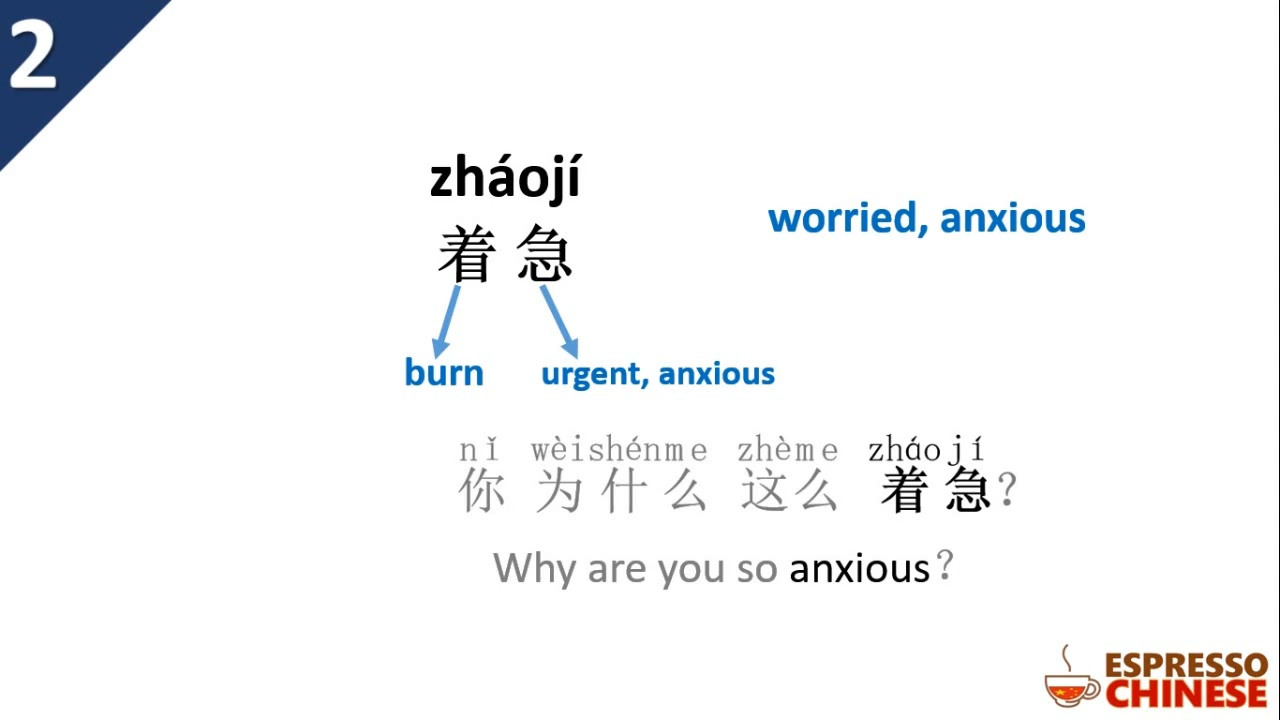 2
zháojí
着急
worried, anxious
burn
urgent, anxious
nǐ wèishénme zhème zháojí
你为什么这么着急？
Why are you so anxious？
ESPRESSO
CHINESE